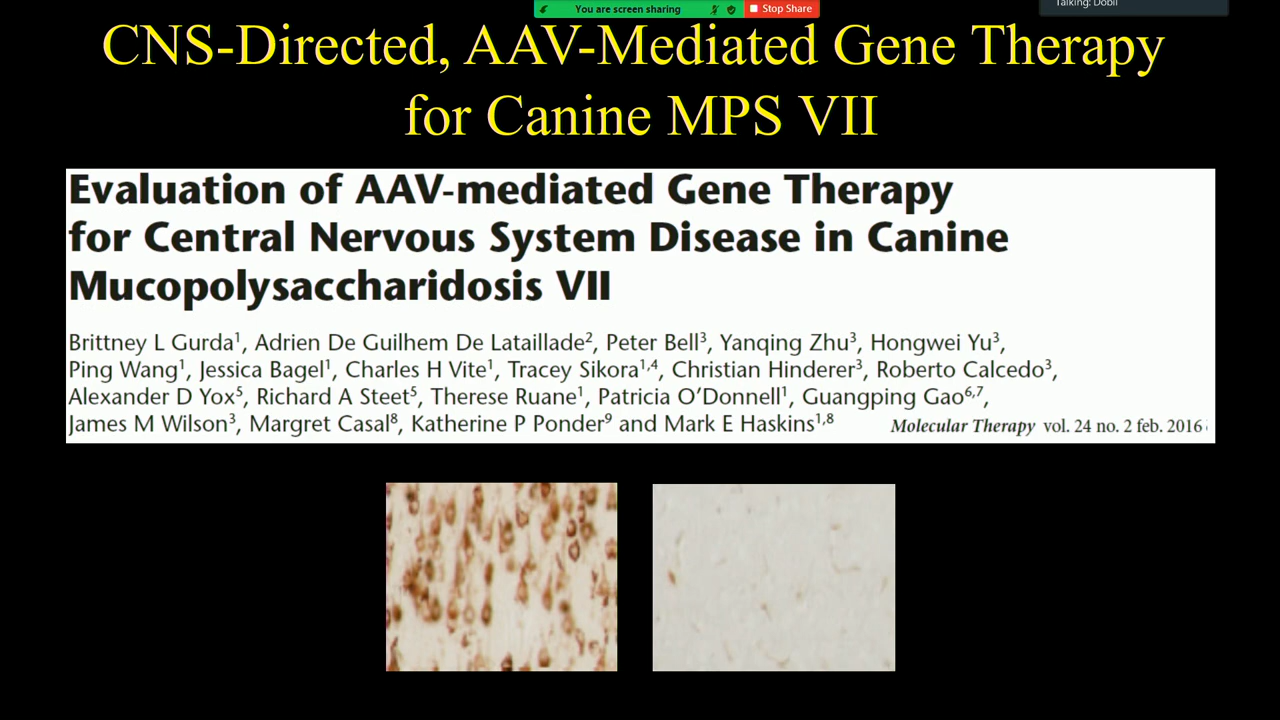 You are screen sharing
Stop Share
Talking:
CNS-Directed, AAV-Mediated Gene Therapy
for Canine MPS VII
Evaluation of AAV-mediated Gene Therapy
for Central Nervous System Disease in Canine
Mucopolysaccharidosis VII
Brittney L Gurda¹, Adrien De Guilhem De Lataillade², Peter Bell³, Yanqing Zhu³, Hongwei Yu³,
Ping Wang¹, Jessica Bagel¹, Charles H Vite¹, Tracey Sikora¹,⁴, Christian Hinderer³, Roberto Calcedo³,
Alexander D Yox⁵, Richard A Steet⁵, Therese Ruane¹, Patricia O’Donnell¹, Guangping Gao⁶,⁷,
James M Wilson³, Margret Casal⁸, Katherine P Ponder⁹ and Mark E Haskins¹,⁸
Molecular Therapy vol. 24 no. 2 feb. 2016